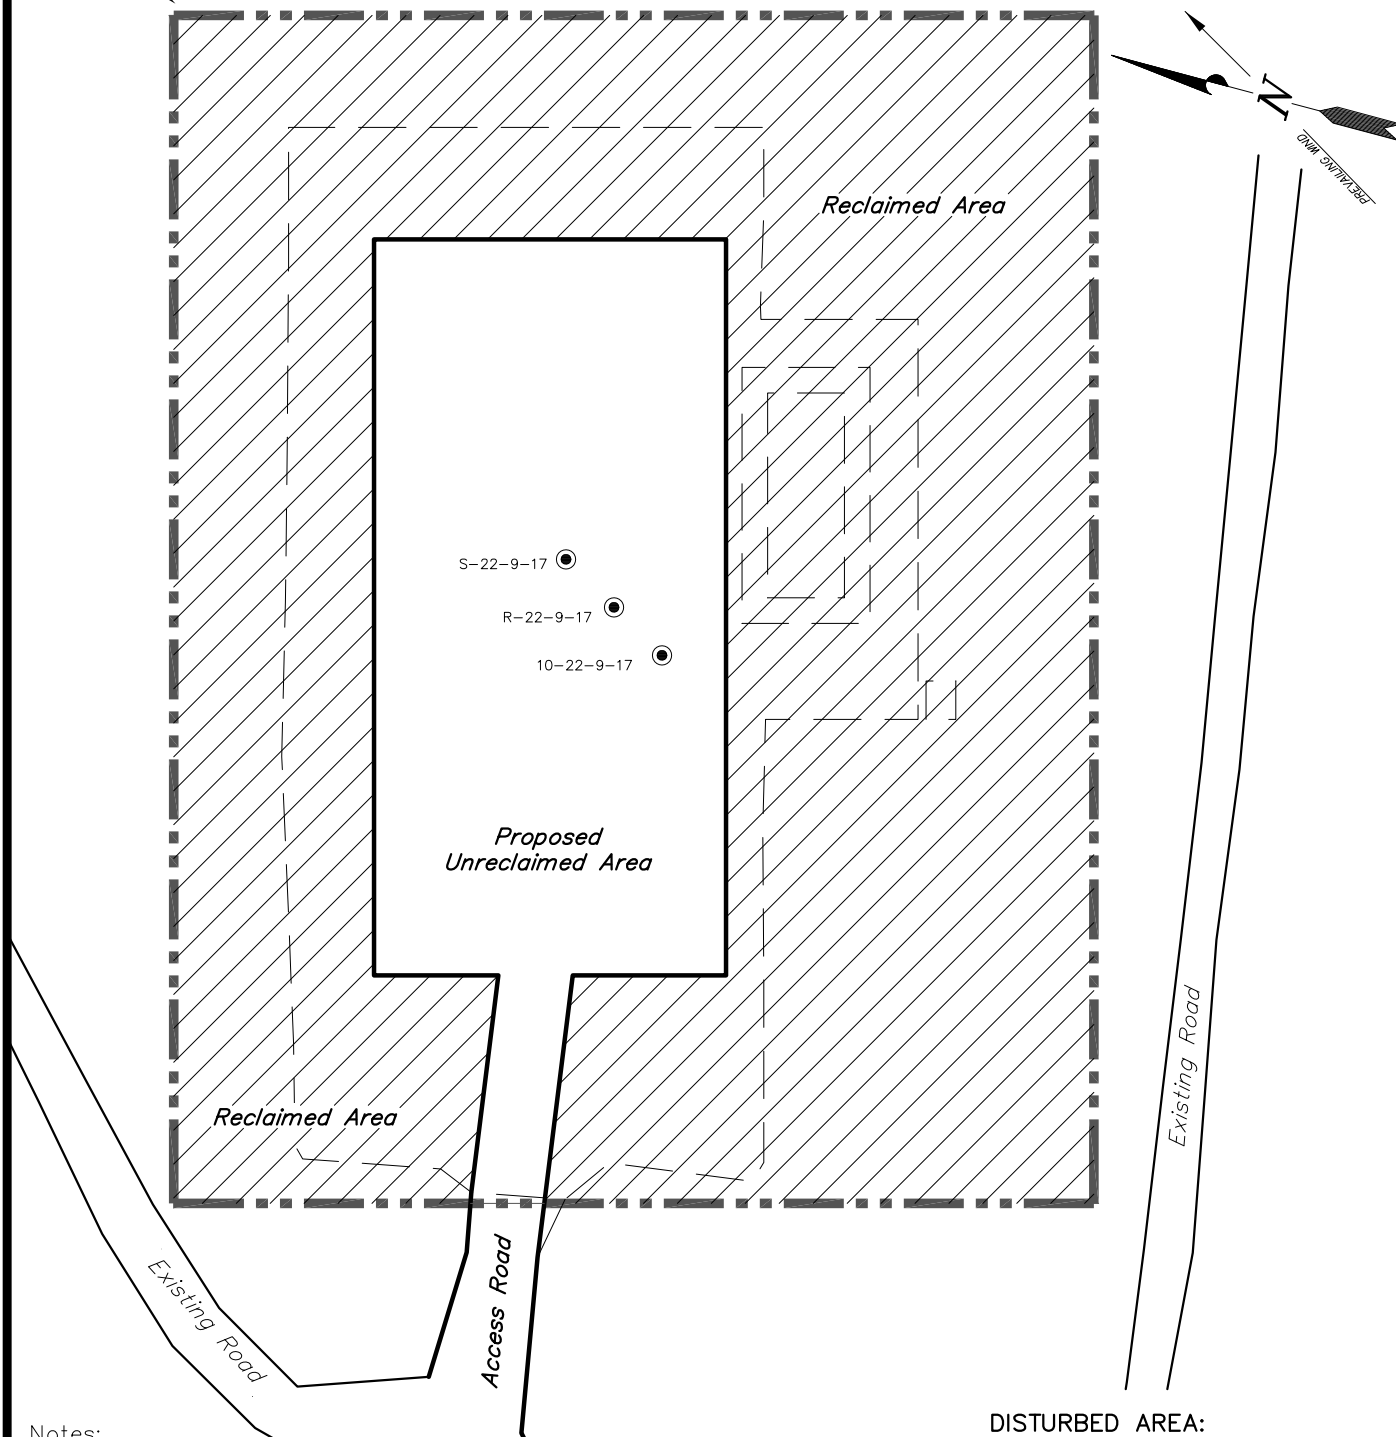 N
PREVAILING WIND
Reclaimed Area
S-22-9-17
R-22-9-17
10-22-9-17
Proposed
Unreclaimed Area
Existing Road
Reclaimed Area
Access Road
Existing Road
Notes:
DISTURBED AREA: